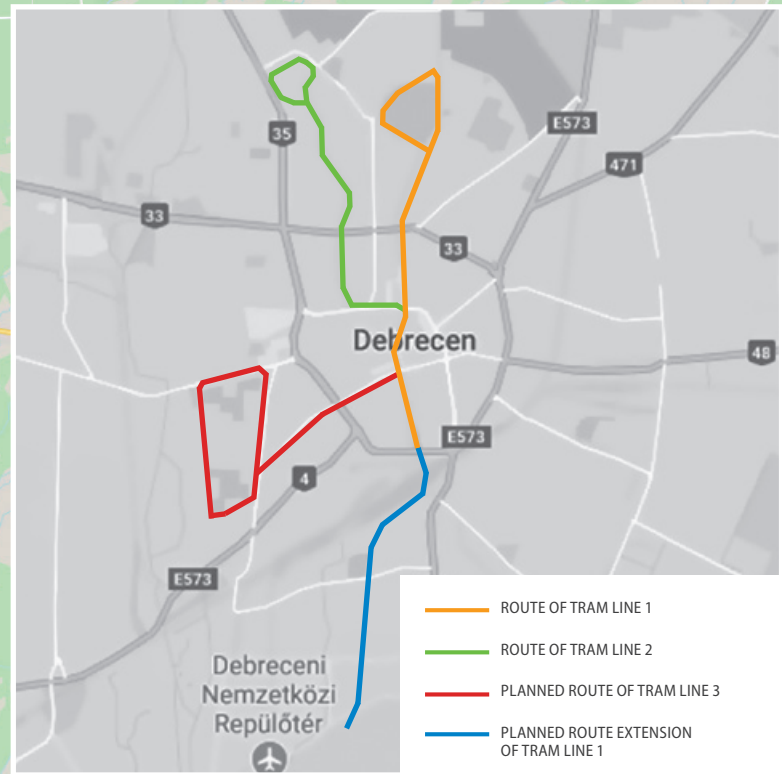 E573
35
471
33
33
Debrecen
48
E573
4
E573
Debreceni
Nemzetközi
Repülőtér
ROUTE OF TRAM LINE 1
ROUTE OF TRAM LINE 2
PLANNED ROUTE OF TRAM LINE 3
PLANNED ROUTE EXTENSION
OF TRAM LINE 1